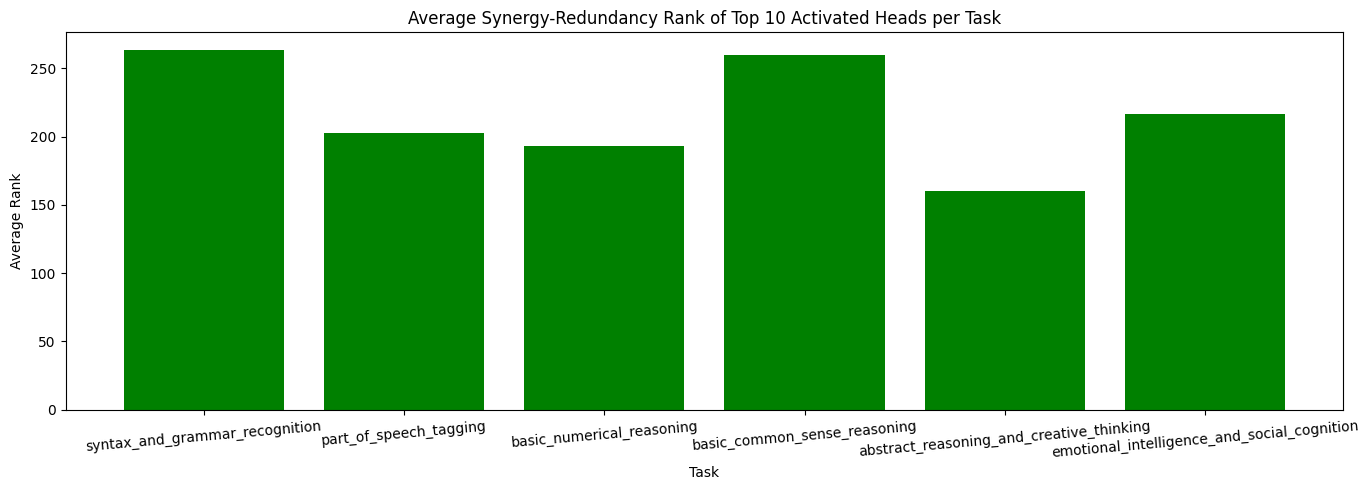 Average Synergy-Redundancy Rank of Top 10 Activated Heads per Task
250
200
150
100
50
0
Average Rank
syntax_and_grammar_recognition
part_of_speech_tagging
basic_numerical_reasoning
basic_common_sense_reasoning
abstract_reasoning_and_creative_thinking
emotional_intelligence_and_social_cognition
Task